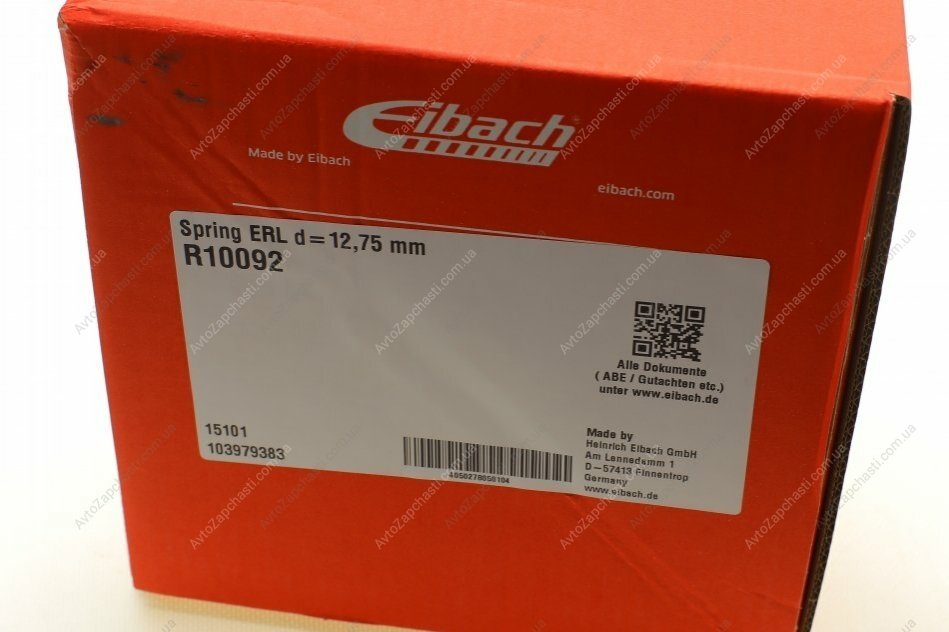 Eibach
Made by Eibach
eibach.com
Spring ERL d=12,75 mm
R10092
Alle Dokumente
( ABE / Gutachten etc.)
unter www.eibach.de
15101
103979383
Made by
Heinrich Eibach GmbH
Am Lennedamm 1
D-57413 Finnentrop
Germany
www.eibach.de
AvtoZapchasti.com.ua